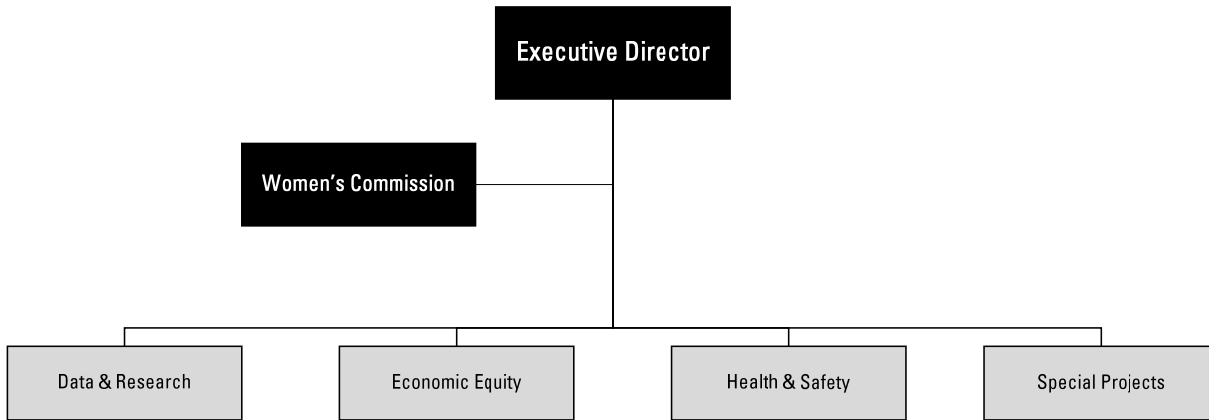 Executive Director
Women's Commission
Data & Research
Economic Equity
Health & Safety
Special Projects